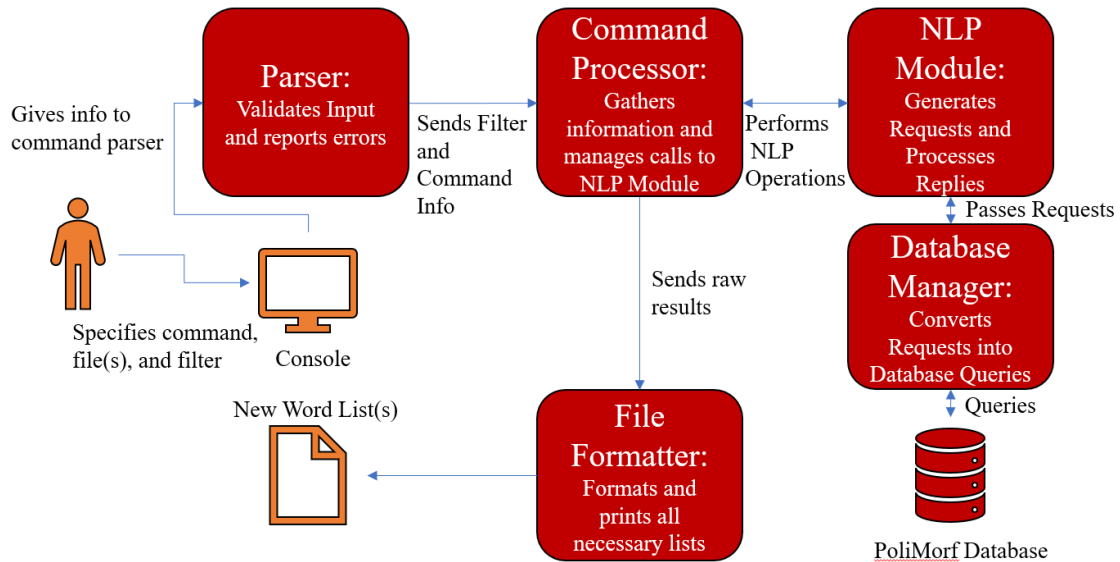 Parser:
Validates Input
and reports errors
Command
Processor:
Gathers
information and
manages calls to
NLP Module
NLP
Module:
Generates
Requests and
Processes
Replies
Gives info to
command parser
Sends Filter
and
Command
Info
Performs
NLP
Operations
Passes Requests
Database
Manager:
Converts
Requests into
Database Queries
Specifies command,
file(s), and filter
Console
Sends raw
results
Queries
New Word List(s)
File
Formatter:
Formats and
prints all
necessary lists
PoliMorf Database